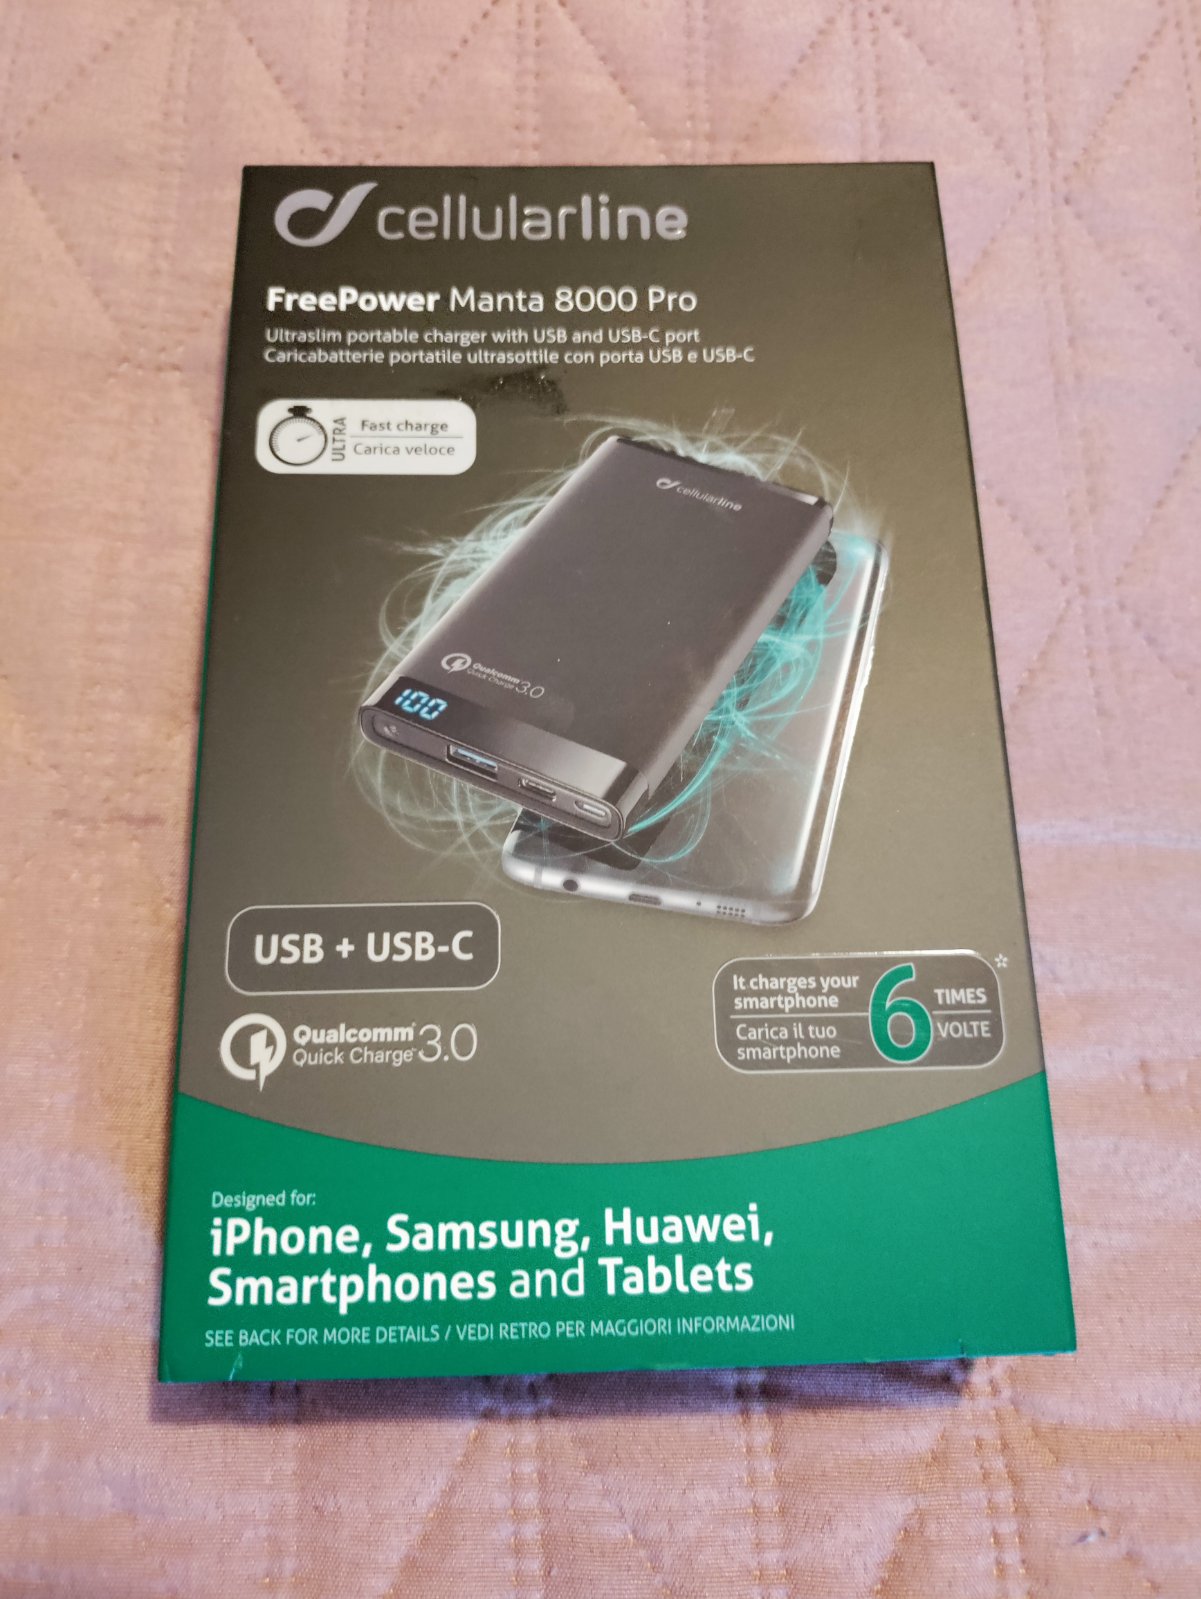 cellularline
FreePower Manta 8000 Pro
Ultraslim portable charger with USB and USB-C port
Caricabatterie portatile ultrasottile con porta USB e USB-C
ULTRA
Fast charge
Carica veloce
cellularline
Qualcomm
Quick Charge 3.0
100
USB + USB-C
Qualcomm
Quick Charge™ 3.0
It charges your
smartphone
Carica il tuo
smartphone
6
TIMES
VOLTE
*
Designed for:
iPhone, Samsung, Huawei,
Smartphones and Tablets
SEE BACK FOR MORE DETAILS / VEDI RETRO PER MAGGIORI INFORMAZIONI